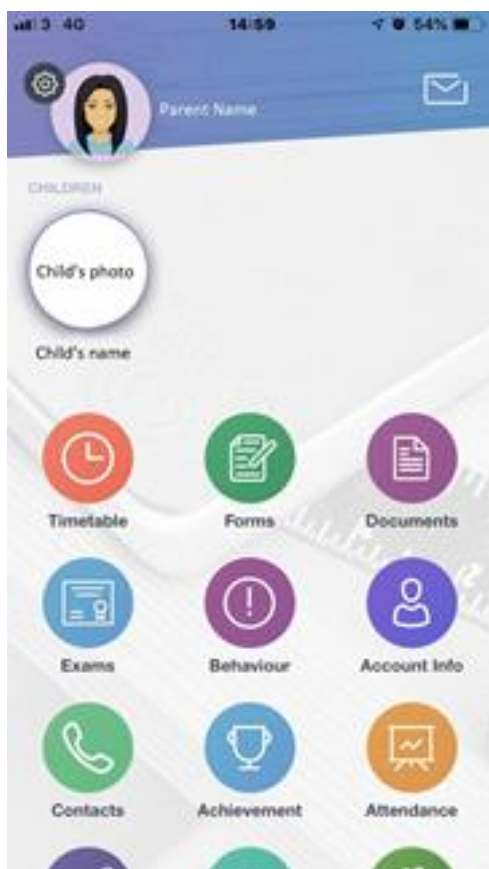 3 4G 14:59 54%
Parent Name
CHILDREN
Child's photo
Child's name
Timetable Forms Documents
Exams Behaviour Account Info
Contacts Achievement Attendance